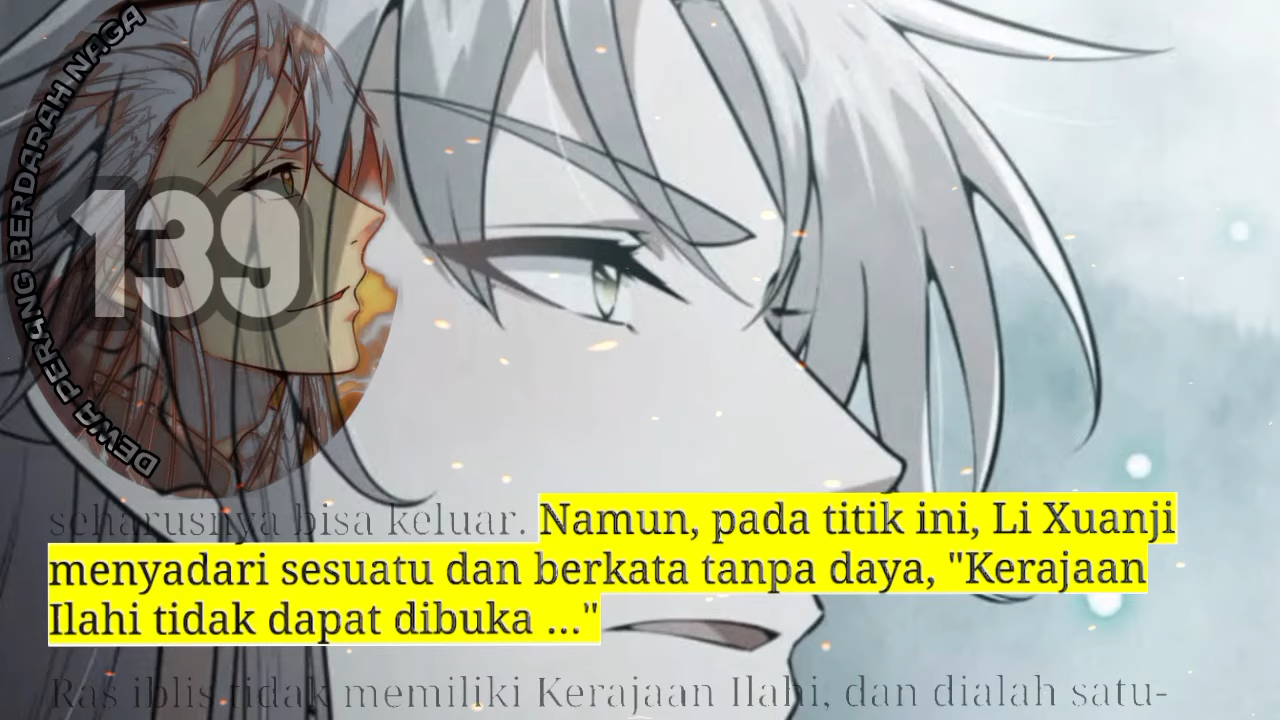 DEWA PERANG BERDARAH NAGA
139
seharusnya bisa keluar. Namun, pada titik ini, Li Xuanji
menyadari sesuatu dan berkata tanpa daya, "Kerajaan
Ilahi tidak dapat dibuka ..."
Ras iblis tidak memiliki Kerajaan Ilahi, dan dialah satu-